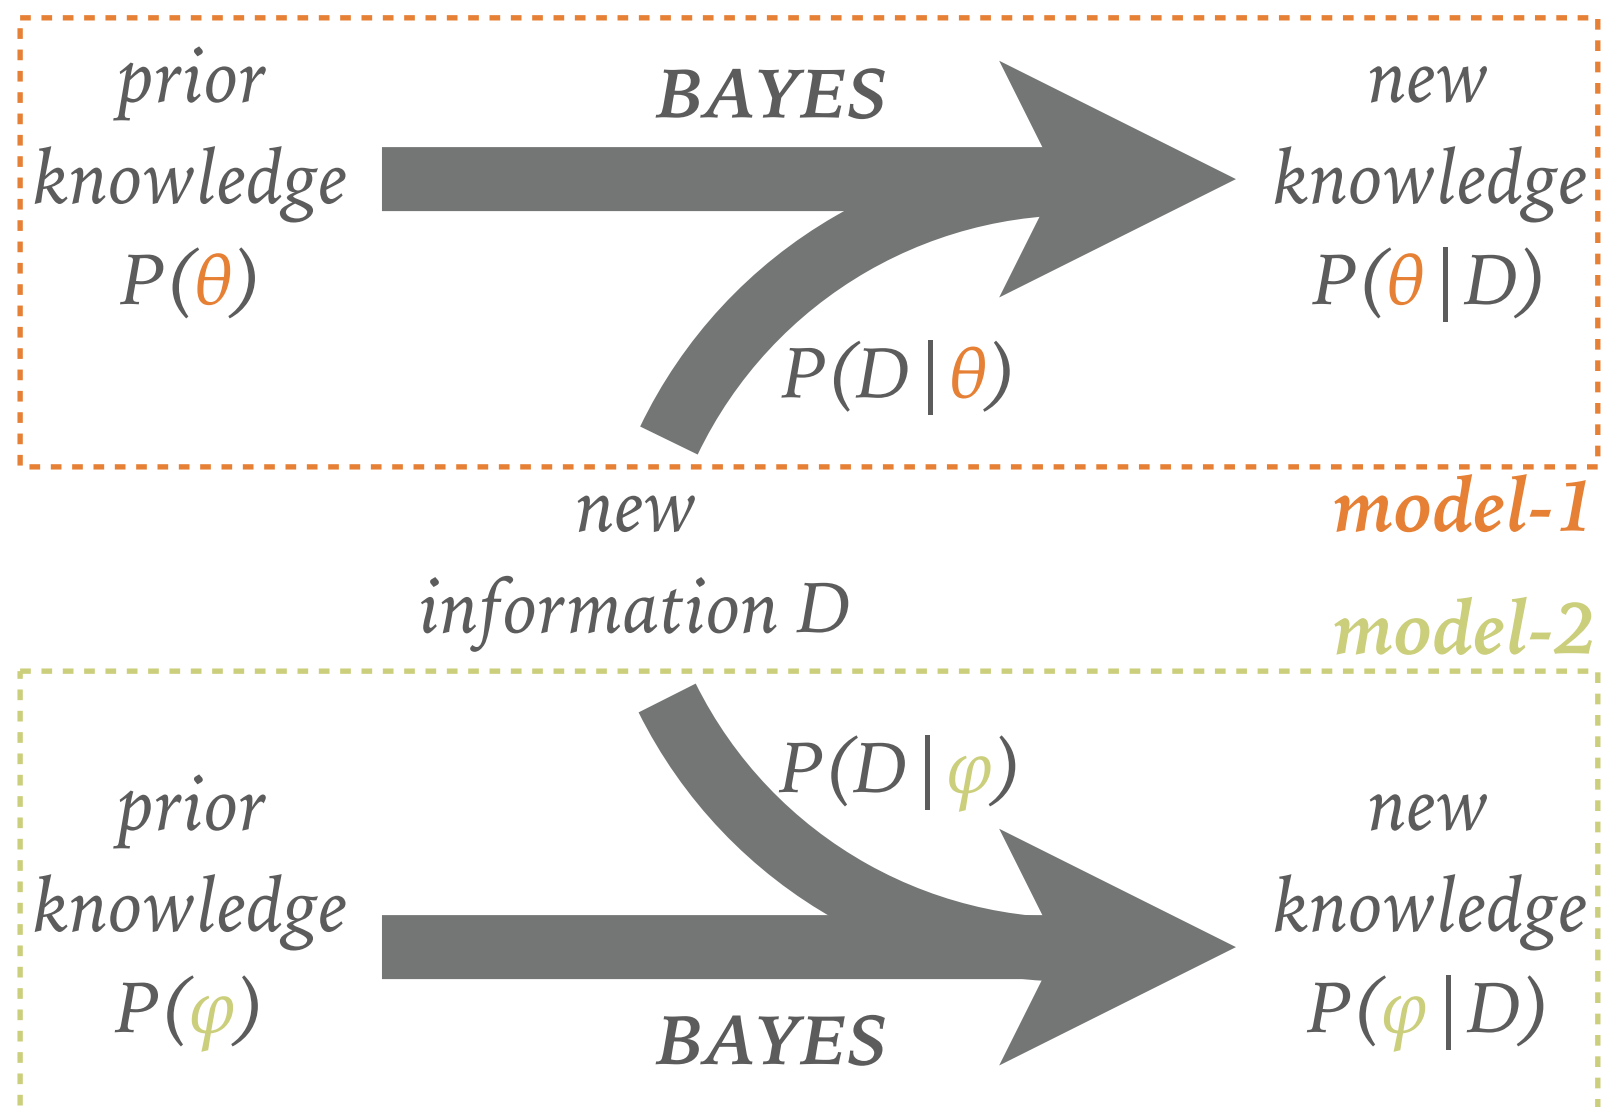 prior
knowledge
P(θ)
BAYES
new
knowledge
P(θ|D)
P(D|θ)
new
information D
model-1
model-2
P(D|φ)
prior
knowledge
P(φ)
BAYES
new
knowledge
P(φ|D)